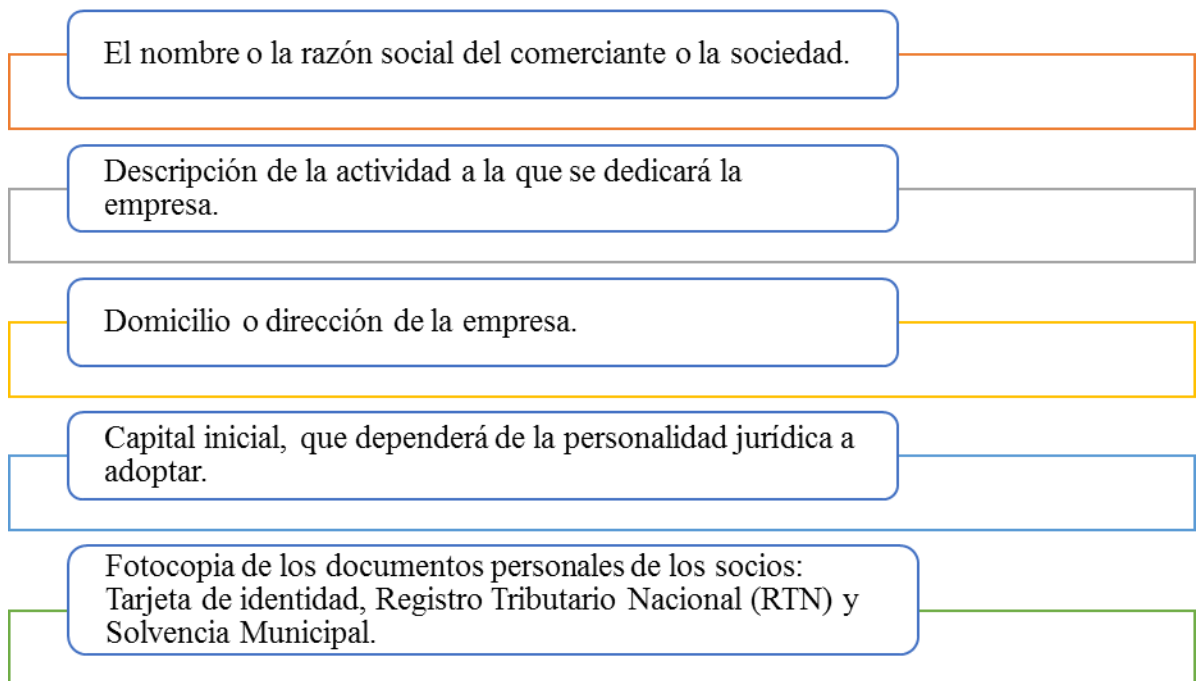 El nombre o la razón social del comerciante o la sociedad.
Descripción de la actividad a la que se dedicará la
empresa.
Domicilio o dirección de la empresa.
Capital inicial, que dependerá de la personalidad jurídica a
adoptar.
Fotocopia de los documentos personales de los socios:
Tarjeta de identidad, Registro Tributario Nacional (RTN) y
Solvencia Municipal.